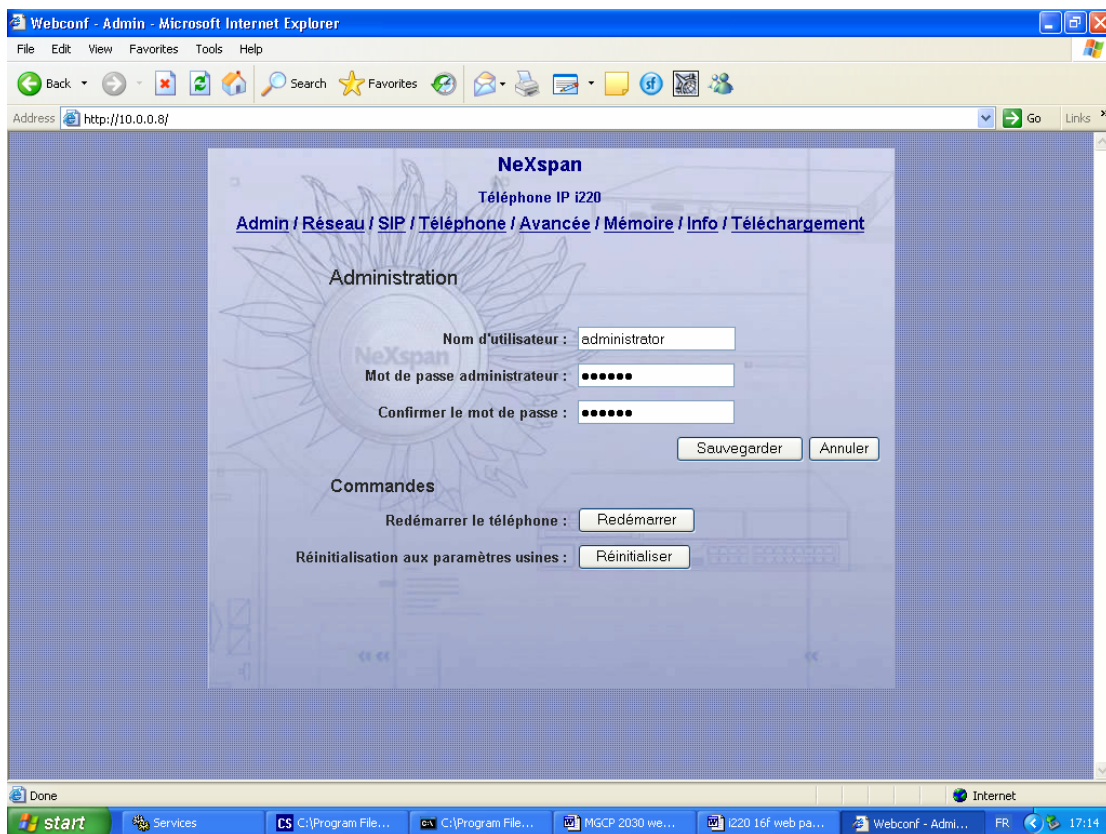 Webconf - Admin - Microsoft Internet Explorer
File Edit View Favorites Tools Help
Back Search Favorites sf
Address http://10.0.0.8/ Go Links »
NeXspan
Téléphone IP i220
Admin / Réseau / SIP / Téléphone / Avancée / Mémoire / Info / Téléchargement
Administration
Nom d'utilisateur : administrator
NeXspan
Mot de passe administrateur : ●●●●●●
Confirmer le mot de passe : ●●●●●●
Sauvegarder Annuler
Commandes
Redémarrer le téléphone : Redémarrer
Réinitialisation aux paramètres usines : Réinitialiser
Done Internet
start Services C:\Program File... C:\Program File... MGCP 2030 we... i220 16f web pa... Webconf - Admi... FR 17:14